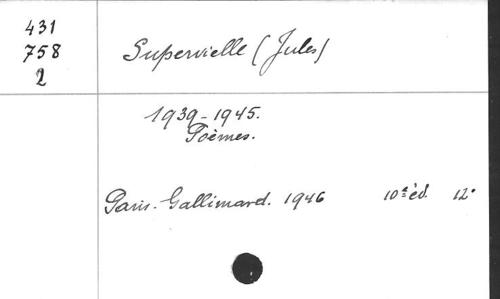 431
758
2
Supervielle (Jules)
1939-1945.
Poèmes.
Paris. Gallimard. 1946 10e éd. 12°